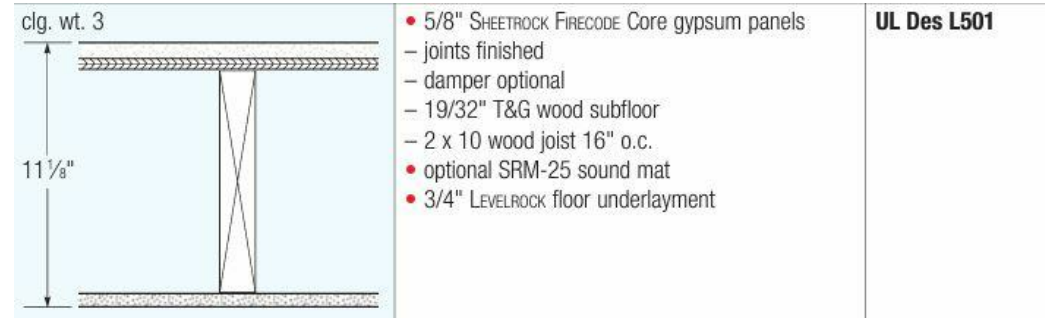 clg. wt. 3
11 1/8"
• 5/8" SHEETROCK FIRECODE Core gypsum panels
– joints finished
– damper optional
– 19/32" T&G wood subfloor
– 2 x 10 wood joist 16" o.c.
• optional SRM-25 sound mat
• 3/4" LEVELROCK floor underlayment
UL Des L501